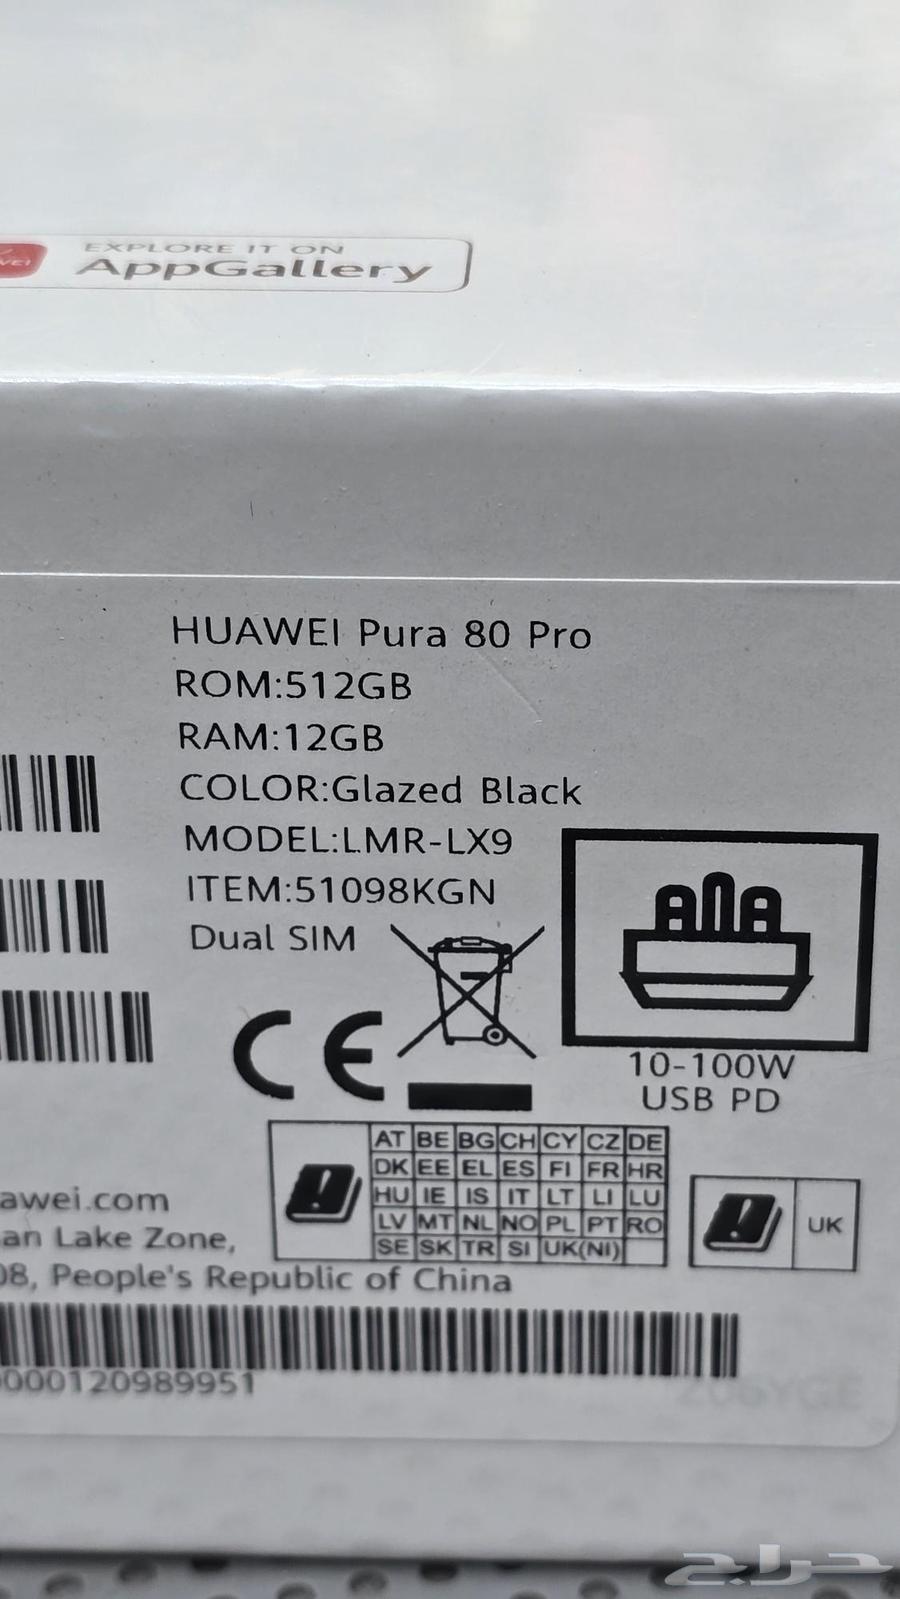 EXPLORE IT ON
AppGallery
HUAWEI Pura 80 Pro
ROM:512GB
RAM:12GB
COLOR:Glazed Black
MODEL:LMR-LX9
ITEM:51098KGN
Dual SIM
CE
10-100W
USB PD
AT BE BG CH CY CZ DE
DK EE EL ES FI FR HR
HU IE IS IT LT LI LU
LV MT NL NO PL PT RO
SE SK TR SI UK(NI)
UK
awei.com
an Lake Zone,
08, People's Republic of China
0000120989951
206YGE
حراج